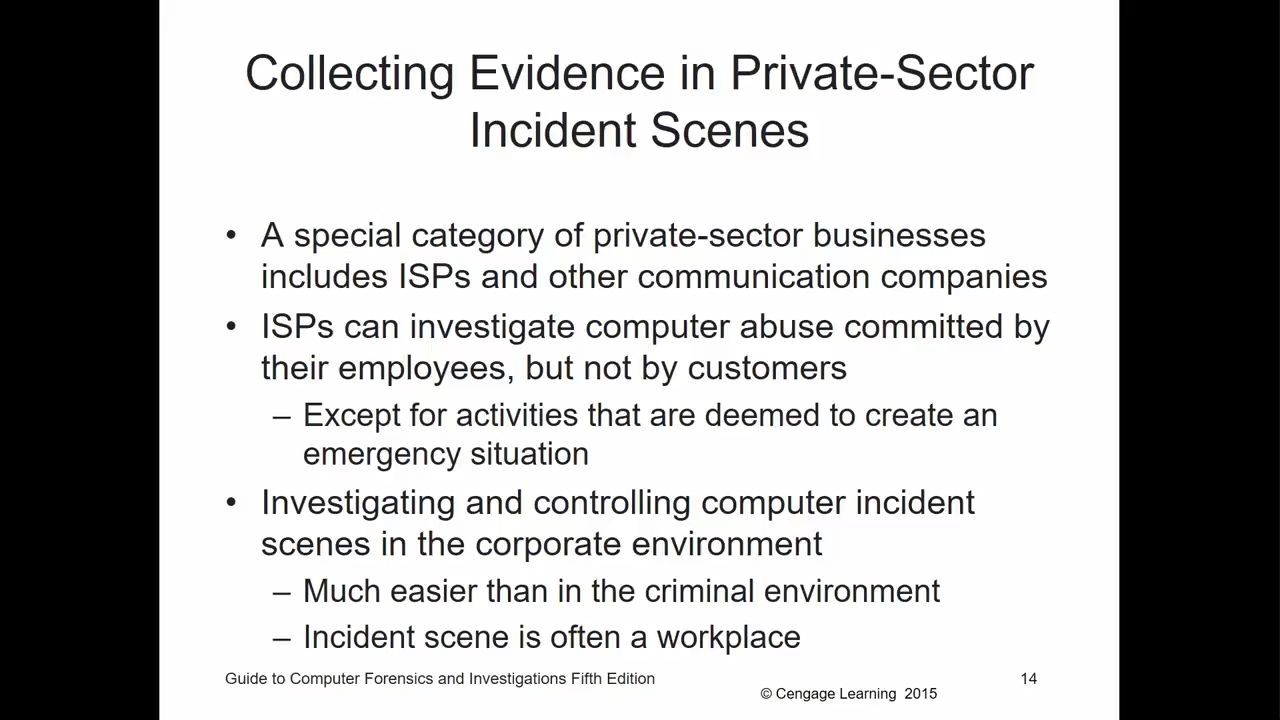 Collecting Evidence in Private-Sector
Incident Scenes
• A special category of private-sector businesses
includes ISPs and other communication companies
• ISPs can investigate computer abuse committed by
their employees, but not by customers
– Except for activities that are deemed to create an
emergency situation
• Investigating and controlling computer incident
scenes in the corporate environment
– Much easier than in the criminal environment
– Incident scene is often a workplace
Guide to Computer Forensics and Investigations Fifth Edition
14
© Cengage Learning 2015